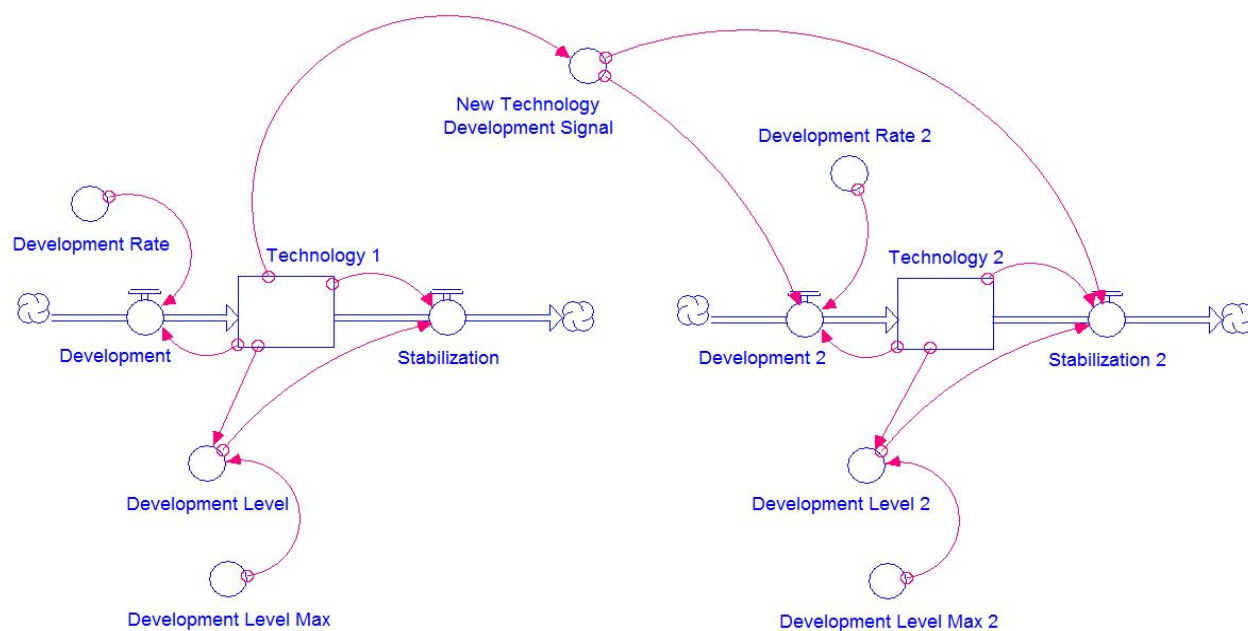 New Technology
Development Signal
Development Rate 2
Development Rate
Technology 1
Technology 2
Development
Stabilization
Development 2
Stabilization 2
Development Level
Development Level 2
Development Level Max
Development Level Max 2